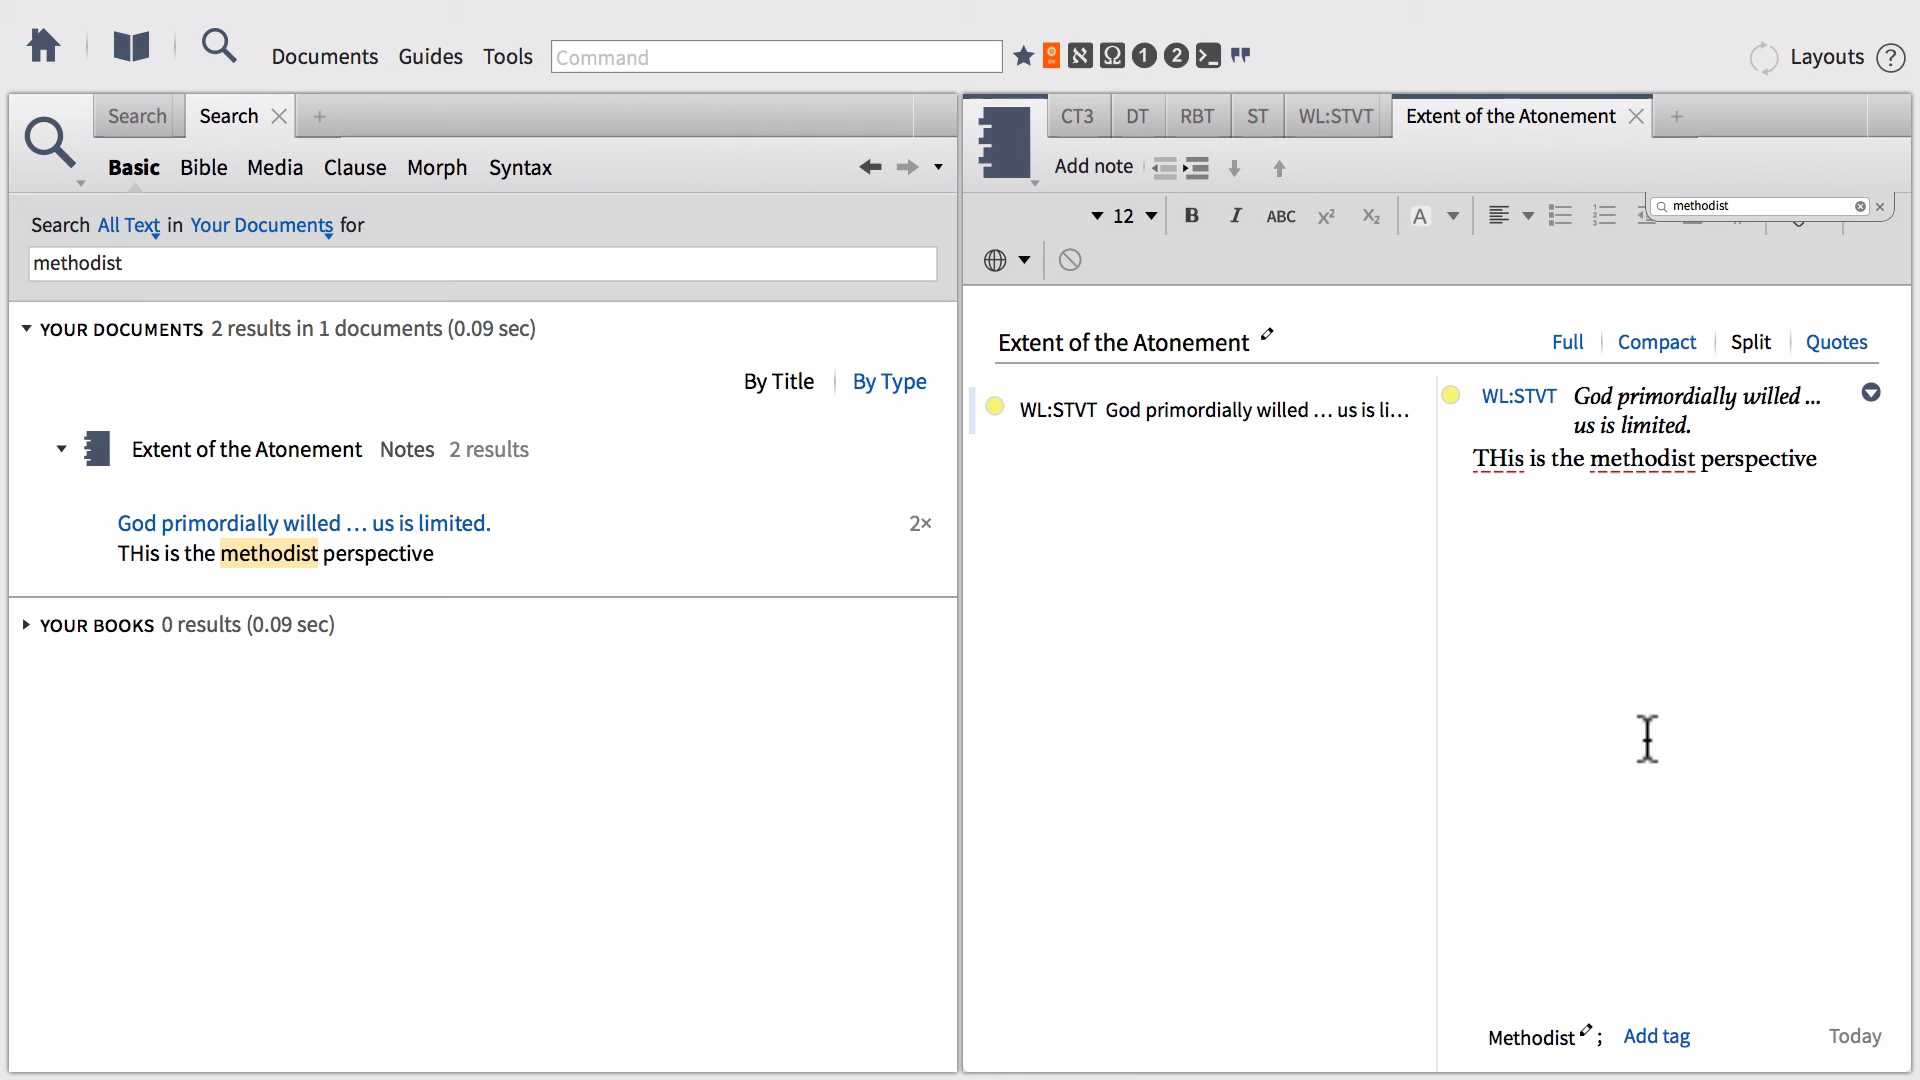 Documents Guides Tools Command Layouts ?
Search Search +
Basic Bible Media Clause Morph Syntax
Search All Text in Your Documents for
methodist
YOUR DOCUMENTS 2 results in 1 documents (0.09 sec)
By Title By Type
Extent of the Atonement Notes 2 results
God primordially willed ... us is limited. 2×
THis is the methodist perspective
YOUR BOOKS 0 results (0.09 sec)
CT3 DT RBT ST WL:STVT Extent of the Atonement +
Add note
12 B I ABC X² X₂ A
methodist
Extent of the Atonement Full Compact Split Quotes
WL:STVT God primordially willed ... us is li...
WL:STVT God primordially willed ...
us is limited.
THis is the methodist perspective
Methodist ; Add tag Today